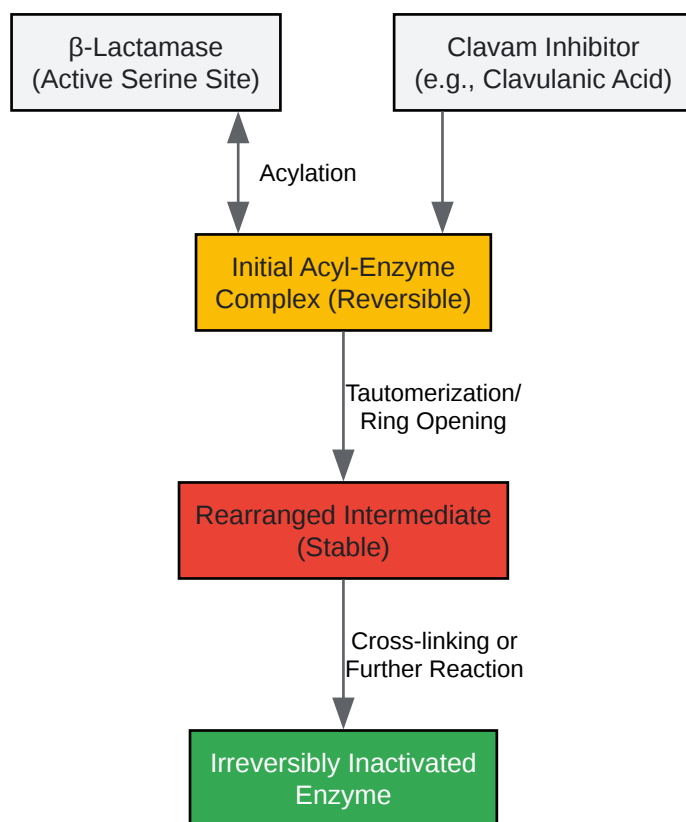 β-Lactamase
(Active Serine Site)
Clavam Inhibitor
(e.g., Clavulanic Acid)
Acylation
Initial Acyl-Enzyme
Complex (Reversible)
Tautomerization/
Ring Opening
Rearranged Intermediate
(Stable)
Cross-linking or
Further Reaction
Irreversibly Inactivated
Enzyme